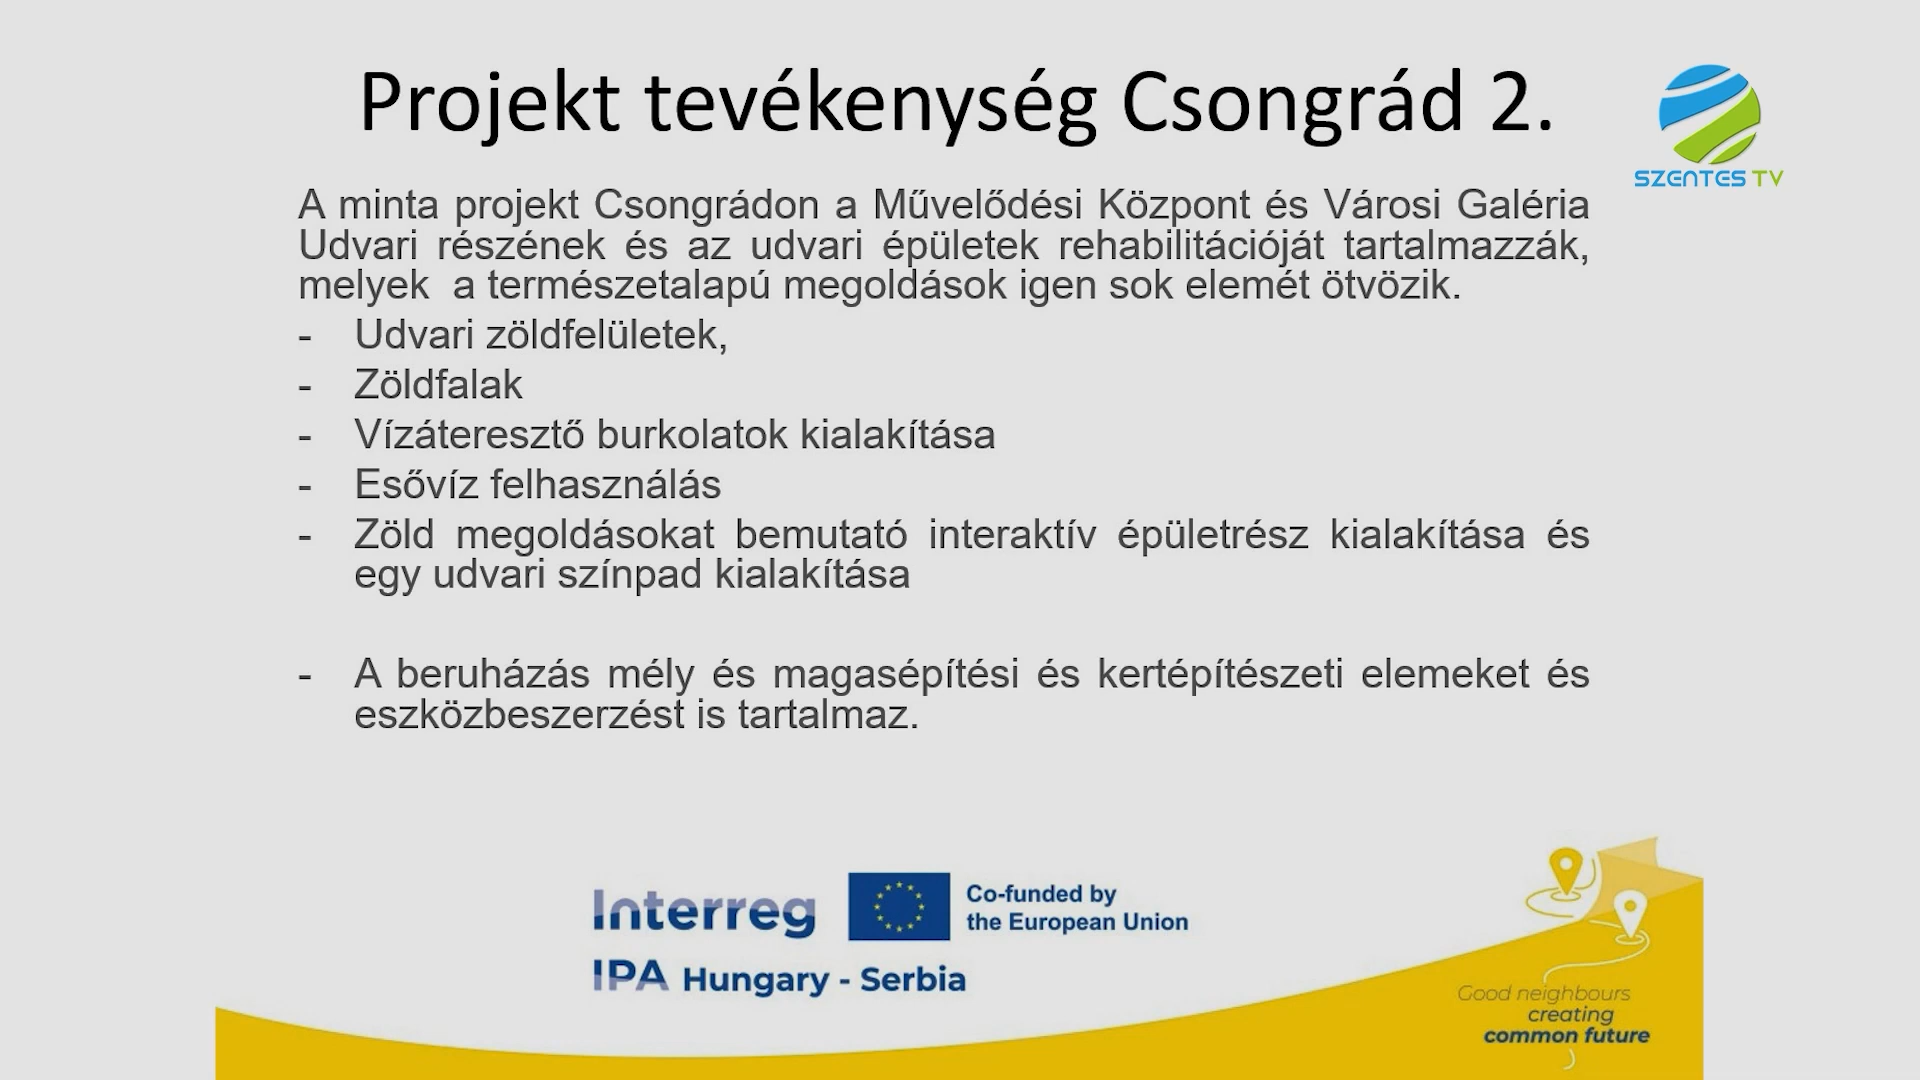 Projekt tevékenység Csongrád 2.
SZENTES TV
A minta projekt Csongrádon a Művelődési Központ és Városi Galéria
Udvari részének és az udvari épületek rehabilitációját tartalmazzák,
melyek a természetalapú megoldások igen sok elemét ötvözik.
- Udvari zöldfelületek,
- Zöldfalak
- Vízáteresztő burkolatok kialakítása
- Esővíz felhasználás
- Zöld megoldásokat bemutató interaktív épületrész kialakítása és
egy udvari színpad kialakítása
- A beruházás mély és magasépítési és kertépítészeti elemeket és
eszközbeszerzést is tartalmaz.
Interreg
Co-funded by
the European Union
IPA Hungary - Serbia
Good neighbours
creating
common future